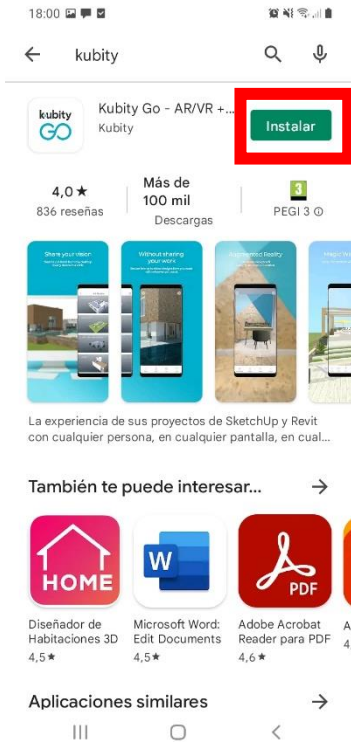 18:00
kubity
kubity
GO
Kubity Go - AR/VR +...
Kubity
Instalar
4,0 ★
836 reseñas
Más de
100 mil
Descargas
3
PEGI 3
Share your vision
Without sharing
your work
Augmented Reality
La experiencia de sus proyectos de SketchUp y Revit
con cualquier persona, en cualquier pantalla, en cual...
También te puede interesar...
HOME
W
PDF
Diseñador de
Habitaciones 3D
4,5★
Microsoft Word:
Edit Documents
4,5★
Adobe Acrobat
Reader para PDF
4,6★
A
4
Aplicaciones similares